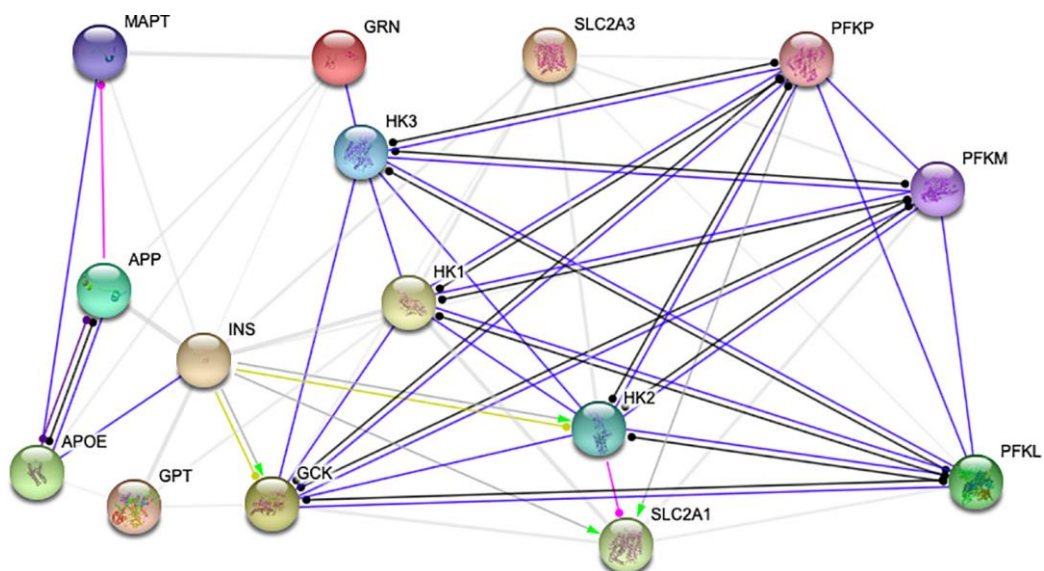 MAPT
GRN
SLC2A3
PFKP
HK3
PFKM
APP
HK1
INS
HK2
APOE
GPT
GCK
PFKL
SLC2A1